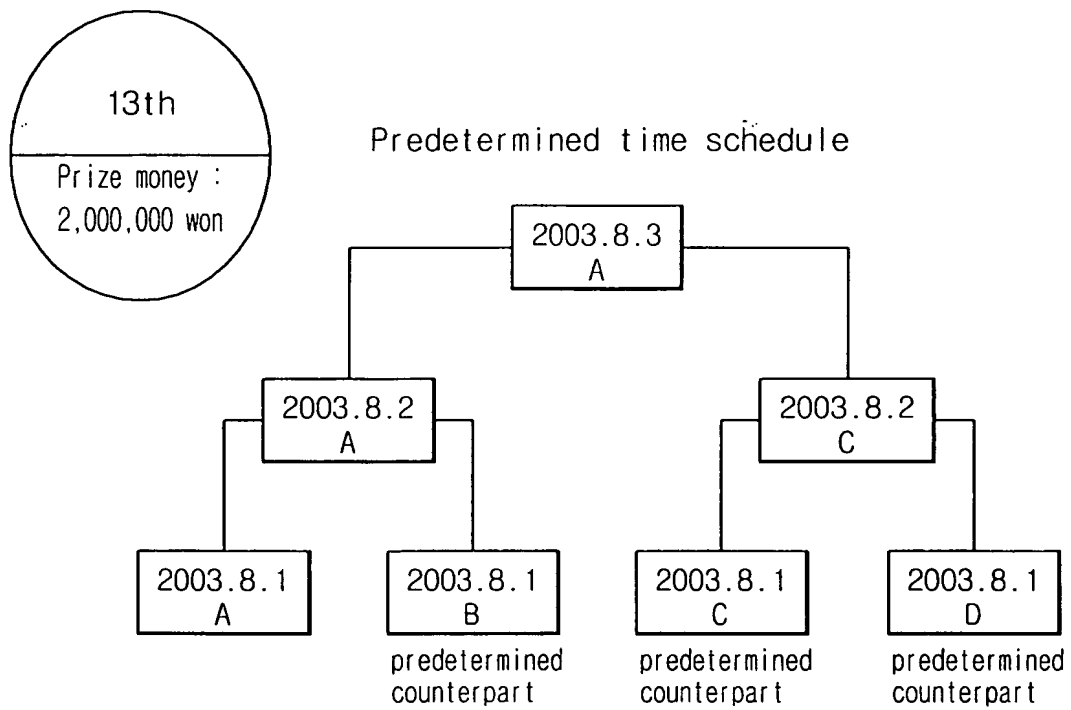 13th
Prize money :
2,000,000 won
Predetermined time schedule
2003.8.3
A
2003.8.2
A
2003.8.2
C
2003.8.1
A
2003.8.1
B
2003.8.1
C
2003.8.1
D
predetermined
counterpart
predetermined
counterpart
predetermined
counterpart